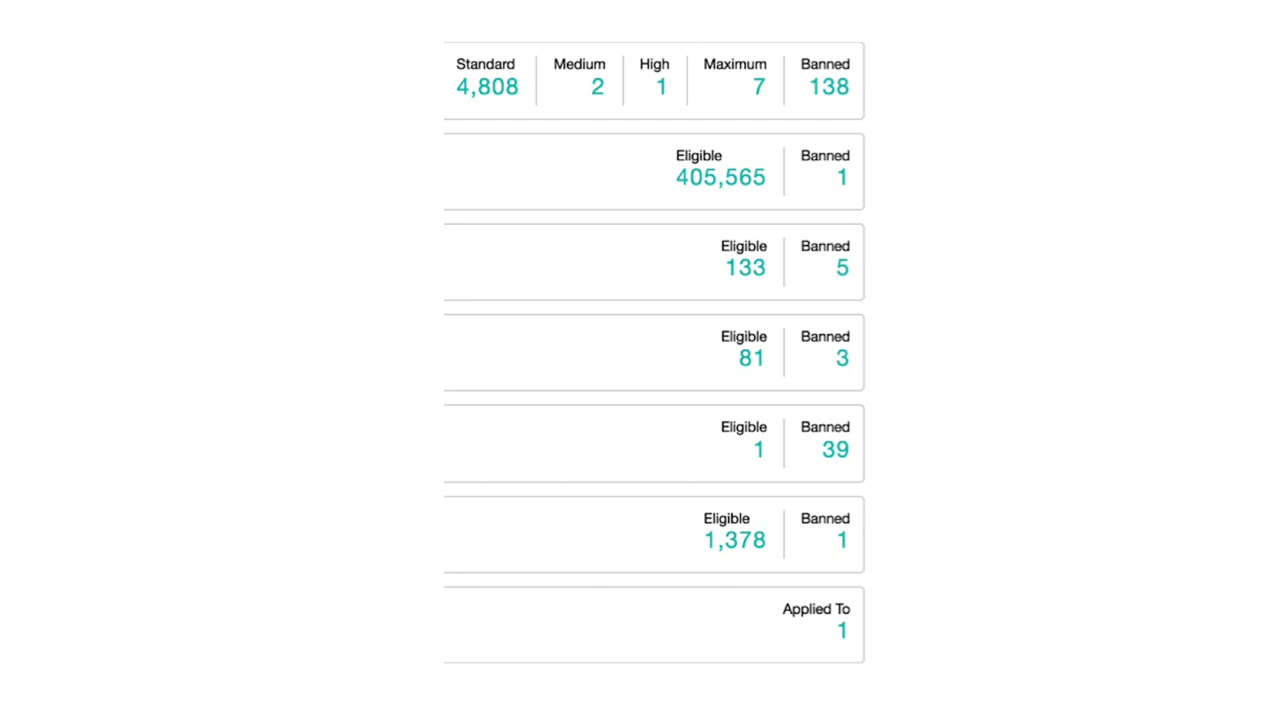 Standard Medium High Maximum Banned
4,808 2 1 7 138
Eligible Banned
405,565 1
Eligible Banned
133 5
Eligible Banned
81 3
Eligible Banned
1 39
Eligible Banned
1,378 1
Applied To
1